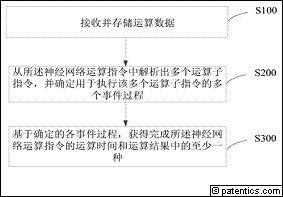 接收并存储运算数据
S100
从所述神经网络运算指令中解析出多个运算子
指令，并确定用于执行该多个运算子指令的多
个事件过程
S200
基于确定的各事件过程，获得完成所述神经网
络运算指令的运算时间和运算结果中的至少一
种
S300
© patentics.com